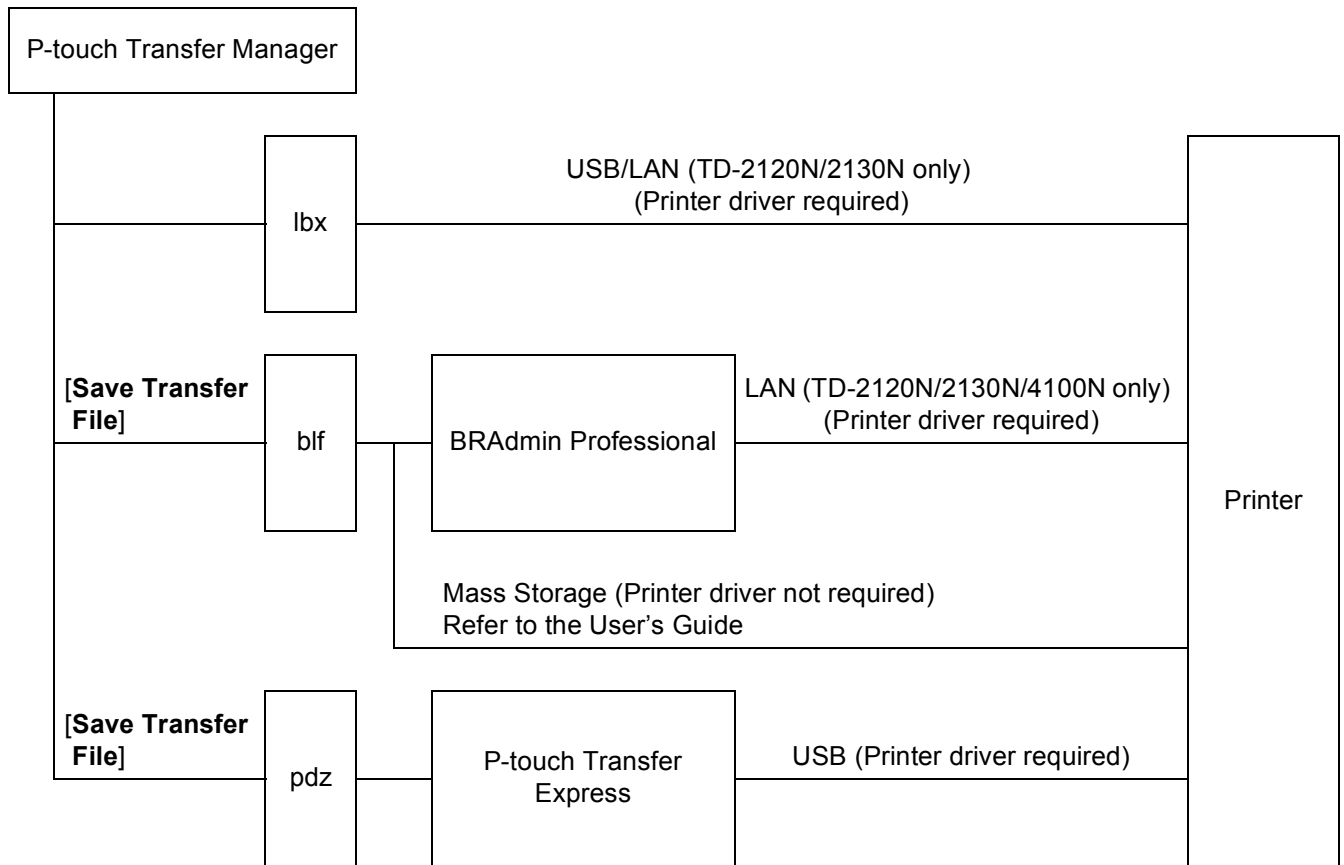 P-touch Transfer Manager
USB/LAN (TD-2120N/2130N only)
(Printer driver required)
lbx
[Save Transfer
File]
blf
BRAdmin Professional
LAN (TD-2120N/2130N/4100N only)
(Printer driver required)
Printer
Mass Storage (Printer driver not required)
Refer to the User’s Guide
[Save Transfer
File]
pdz
P-touch Transfer
Express
USB (Printer driver required)